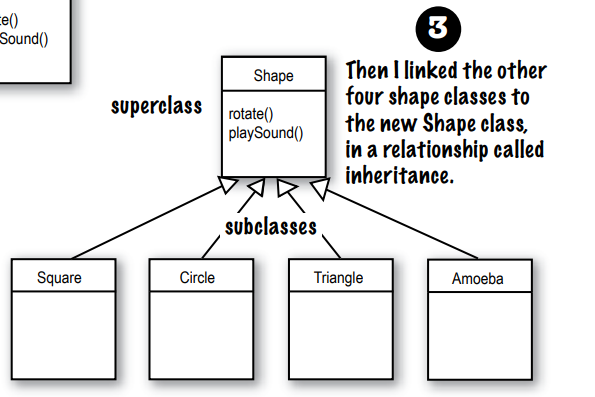 te()
Sound()
3
Then I linked the other
four shape classes to
the new Shape class,
in a relationship called
inheritance.
superclass
Shape
rotate()
playSound()
subclasses
Square
Circle
Triangle
Amoeba